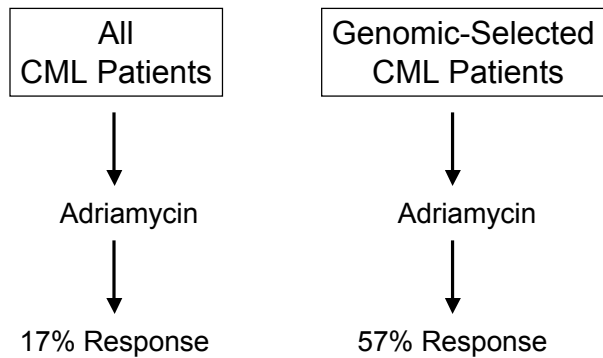 All
CML Patients
Adriamycin
17% Response
Genomic-Selected
CML Patients
Adriamycin
57% Response